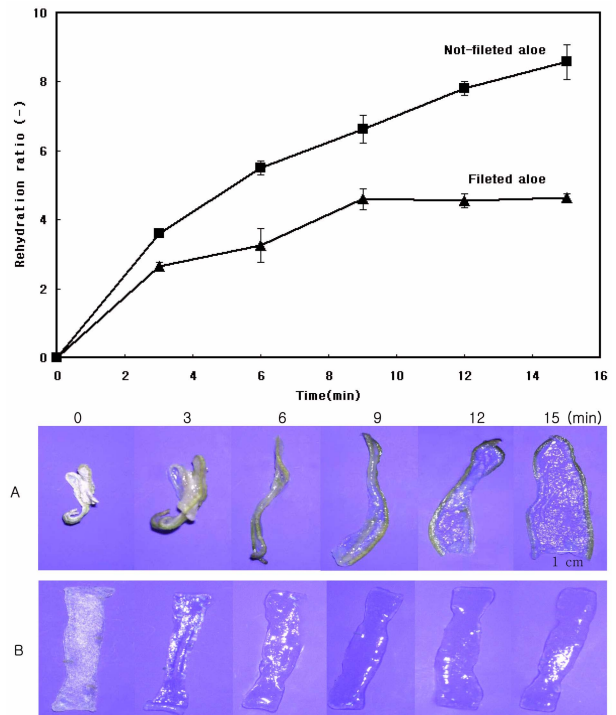 10
Not-fileted aloe
8
6
Rehydration ratio (-)
Fileted aloe
4
2
0
0 2 4 6 8 10 12 14 16
Time(min)
0 3 6 9 12 15 (min)
A
1 cm
B